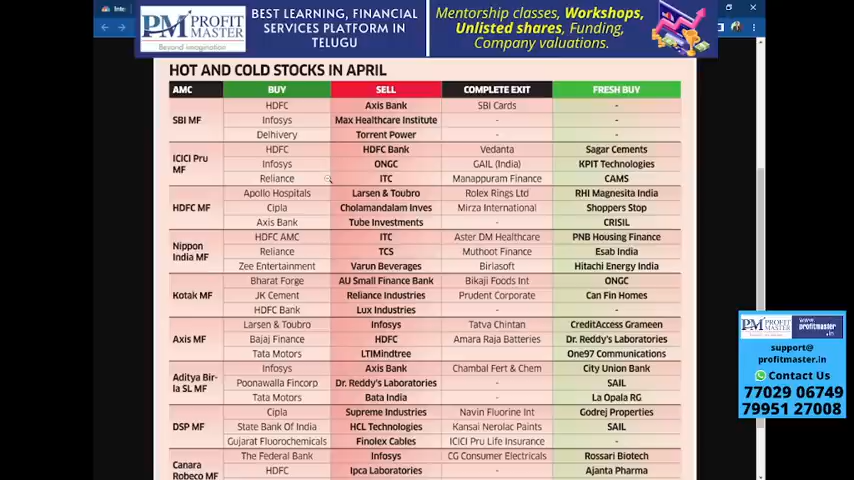 Inte
PM PROFIT MASTER
Beyond imagination
BEST LEARNING, FINANCIAL
SERVICES PLATFORM IN
TELUGU
Mentorship classes, Workshops,
Unlisted shares, Funding,
Company valuations.
HOT AND COLD STOCKS IN APRIL
AMC BUY SELL COMPLETE EXIT FRESH BUY
SBI MF
HDFC Axis Bank SBI Cards -
Infosys Max Healthcare Institute - -
Delhivery Torrent Power - -
ICICI Pru
MF
HDFC HDFC Bank Vedanta Sagar Cements
Infosys ONGC GAIL (India) KPIT Technologies
Reliance ITC Manappuram Finance CAMS
HDFC MF
Apollo Hospitals Larsen & Toubro Rolex Rings Ltd RHI Magnesita India
Cipla Cholamandalam Inves Mirza International Shoppers Stop
Axis Bank Tube Investments - CRISIL
Nippon
India MF
HDFC AMC ITC Aster DM Healthcare PNB Housing Finance
Reliance TCS Muthoot Finance Esab India
Zee Entertainment Varun Beverages Birlasoft Hitachi Energy India
Kotak MF
Bharat Forge AU Small Finance Bank Bikaji Foods Int ONGC
JK Cement Reliance Industries Prudent Corporate Can Fin Homes
HDFC Bank Lux Industries - -
Axis MF
Larsen & Toubro Infosys Tatva Chintan CreditAccess Grameen
Bajaj Finance HDFC Amara Raja Batteries Dr. Reddy's Laboratories
Tata Motors LTIMindtree One97 Communications
Aditya Bir-
la SL MF
Infosys Axis Bank Chambal Fert & Chem City Union Bank
Poonawalla Fincorp Dr. Reddy's Laboratories - SAIL
Tata Motors Bata India - La Opala RG
DSP MF
Cipla Supreme Industries Navin Fluorine Int Godrej Properties
State Bank Of India HCL Technologies Kansai Nerolac Paints SAIL
Gujarat Fluorochemicals Finolex Cables ICICI Pru Life Insurance -
Canara
Robeco MF
The Federal Bank Infosys CG Consumer Electricals Rossari Biotech
HDFC Ipca Laboratories Ajanta Pharma
PM PROFIT MASTER
www.
profitmaster.in
support@
profitmaster.in
Contact Us
77029 06749
79951 27008